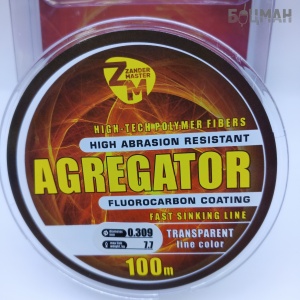 БОЦМАН
ZM
ZANDER
MASTER
HIGH-TECH POLYMER FIBERS
HIGH ABRASION RESISTANT
AGREGATOR
FLUOROCARBON COATING
FAST SINKING LINE
0.309
7.7
TRANSPARENT
line color
100m